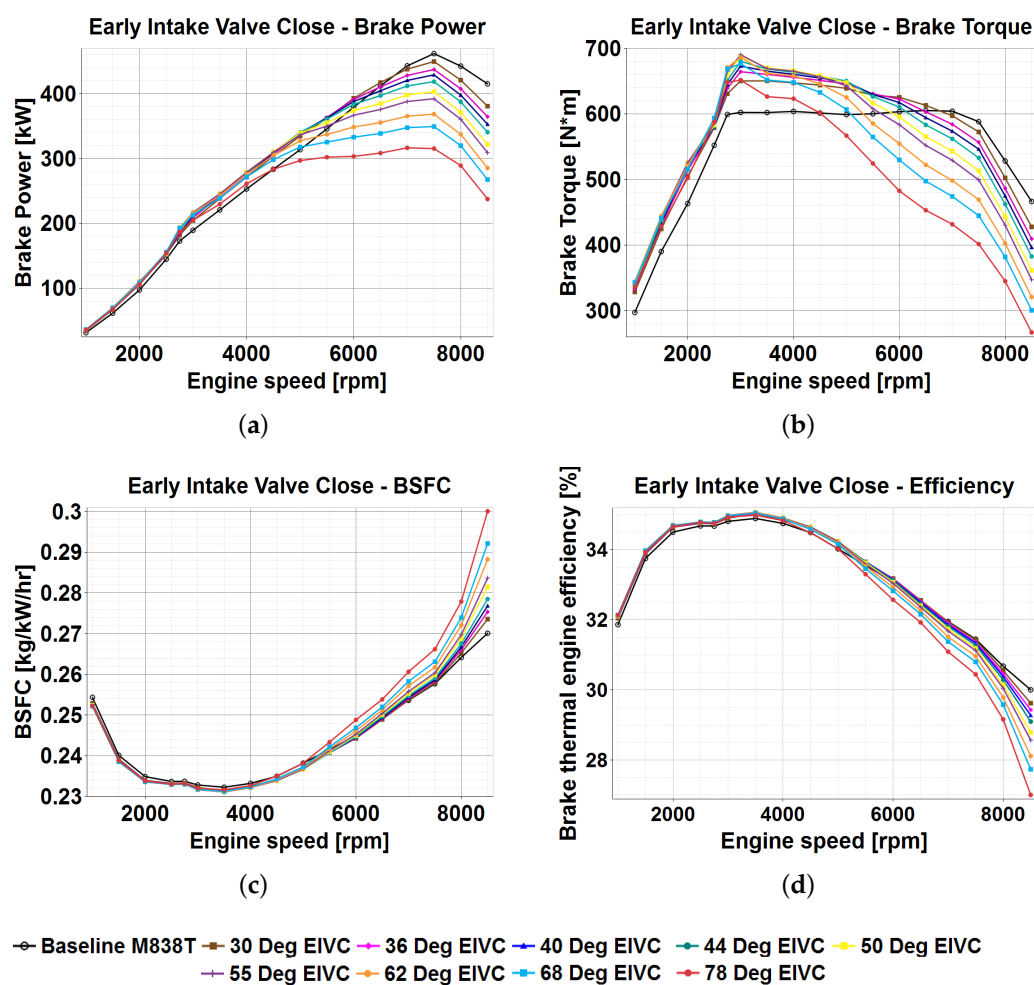 Early Intake Valve Close - Brake Power
Brake Power [kW]
400
300
200
100
2000 4000 6000 8000
Engine speed [rpm]
(a)
Early Intake Valve Close - Brake Torque
Brake Torque [N*m]
700
600
500
400
300
2000 4000 6000 8000
Engine speed [rpm]
(b)
Early Intake Valve Close - BSFC
BSFC [kg/kW/hr]
0.3
0.29
0.28
0.27
0.26
0.25
0.24
0.23
2000 4000 6000 8000
Engine speed [rpm]
(c)
Early Intake Valve Close - Efficiency
Brake thermal engine efficiency [%]
34
32
30
28
2000 4000 6000 8000
Engine speed [rpm]
(d)
Baseline M838T 30 Deg EIVC 36 Deg EIVC 40 Deg EIVC 44 Deg EIVC 50 Deg EIVC
55 Deg EIVC 62 Deg EIVC 68 Deg EIVC 78 Deg EIVC